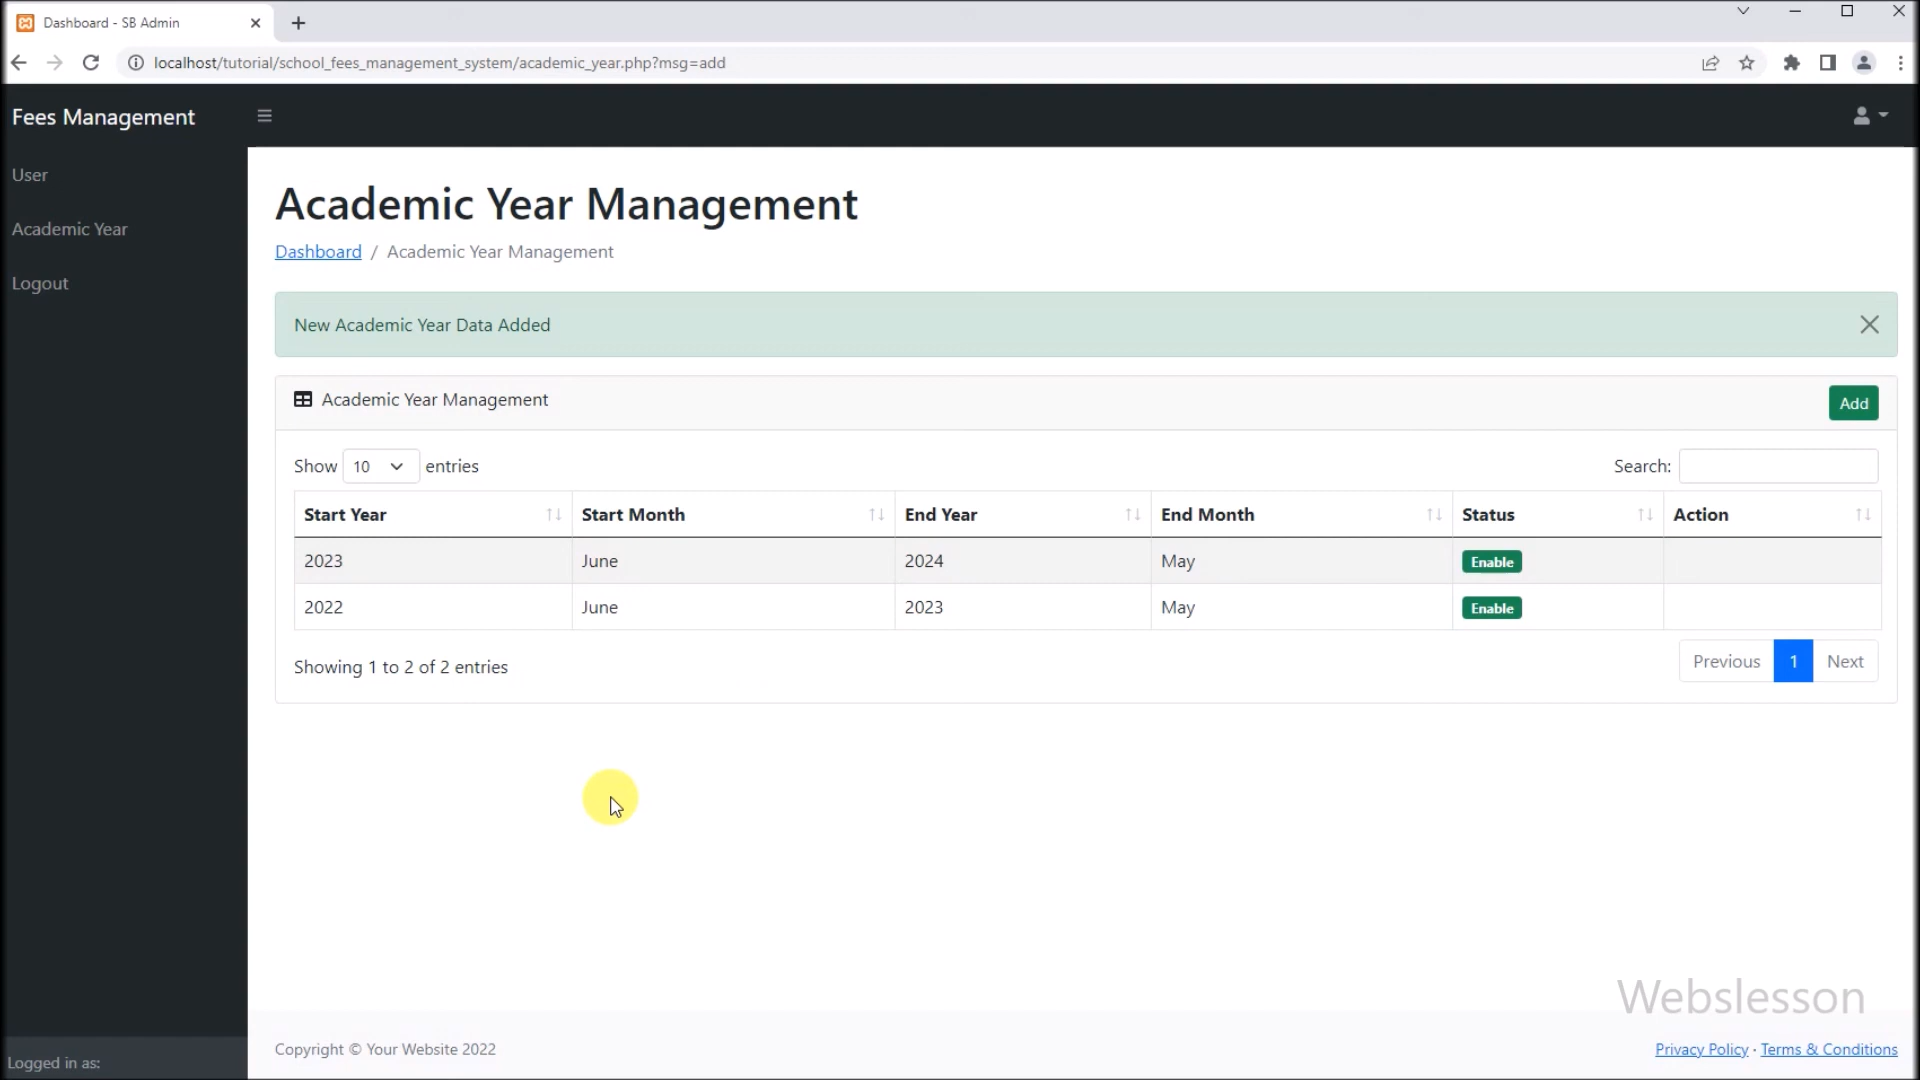 Dashboard - SB Admin
localhost/tutorial/school_fees_management_system/academic_year.php?msg=add
Fees Management
User
Academic Year
Logout
Logged in as:
Academic Year Management
Dashboard / Academic Year Management
New Academic Year Data Added
Academic Year Management
Add
Show 10 entries
Search:
Start Year Start Month End Year End Month Status Action
2023 June 2024 May Enable
2022 June 2023 May Enable
Showing 1 to 2 of 2 entries
Previous 1 Next
Webslesson
Copyright © Your Website 2022
Privacy Policy · Terms & Conditions